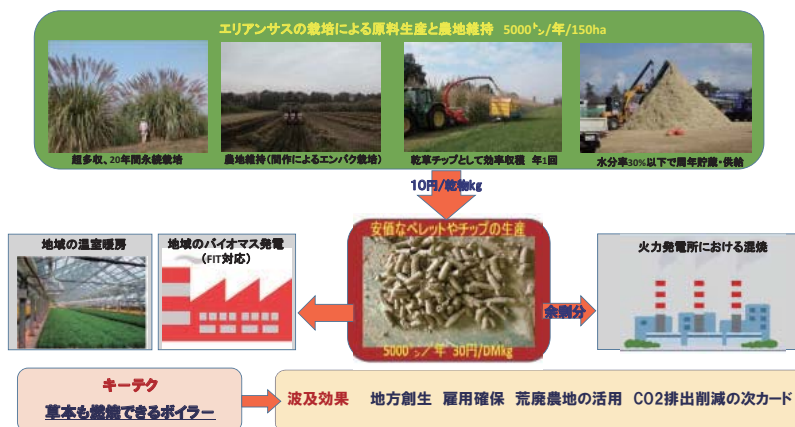 エリアンサスの栽培による原料生産と農地維持 5000㌧/年/150ha
超多収、20年間永続栽培
農地維持(間作によるエンバク栽培)
乾草チップとして効率収穫 年1回
水分率30%以下で周年貯蔵・供給
10円/乾物kg
地域の温室暖房
地域のバイオマス発電
(FIT対応)
安価なペレットやチップの生産
5000㌧/年 30円/DMkg
余剰分
火力発電所における混焼
キーテク
草本も燃焼できるボイラー
波及効果 地方創生 雇用確保 荒廃農地の活用 CO2排出削減の次カード